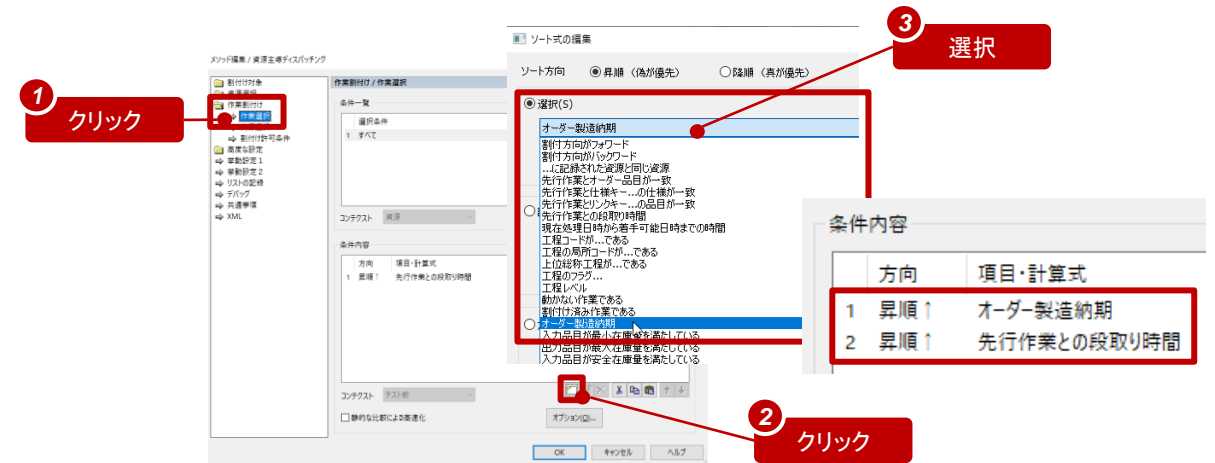 1
クリック
メソッド編集 / 資源主導ディスパッチング
割付け対象
資源選択
作業割付け
作業選択
割付け許可条件
高度な設定
挙動設定 1
挙動設定 2
リストの記録
デバッグ
共通事項
XML
作業割付け / 作業選択
条件一覧
選択条件
1 すべて
コンテクスト 資源
条件内容
方向 項目・計算式
1 昇順↑ 先行作業との段取り時間
コンテクスト テスト前
静的な比較による高速化
オプション(O)...
OK キャンセル ヘルプ
ソート式の編集
ソート方向 昇順 (偽が優先) 降順 (真が優先)
選択(S)
オーダー製造納期
割付方向がフォワード
割付方向がバックワード
...に記録された資源と同じ資源
先行作業とオーダー品目が一致
先行作業と仕様キー...の仕様が一致
先行作業とリンクキー...の品目が一致
先行作業との段取り時間
現在処理日時から着手可能日時までの時間
工程コードが...である
工程の局所コードが...である
上位総称工程が...である
工程のフラグ...
工程レベル
動かない作業である
割付け済み作業である
オーダー製造納期
入力品目が最小在庫量を満たしている
出力品目が最大在庫量を満たしている
入力品目が安全在庫量を満たしている
3
選択
2
クリック
条件内容
方向 項目・計算式
1 昇順↑ オーダー製造納期
2 昇順↑ 先行作業との段取り時間